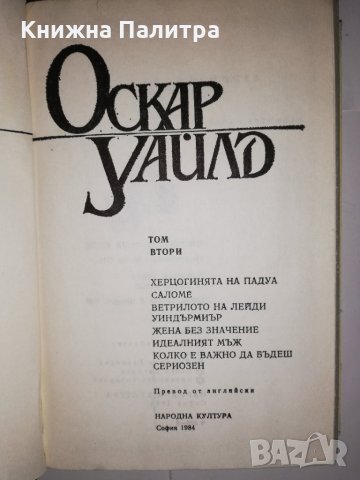 Книжна Палитра
ОСКАР
УАЙЛД
ТОМ
ВТОРИ
ХЕРЦОГИНЯТА НА ПАДУА
САЛОМЕ
ВЕТРИЛОТО НА ЛЕЙДИ
УИНДЪРМИЪР
ЖЕНА БЕЗ ЗНАЧЕНИЕ
ИДЕАЛНИЯТ МЪЖ
КОЛКО Е ВАЖНО ДА БЪДЕШ
СЕРИОЗЕН
Превод от английски
НАРОДНА КУЛТУРА
София 1984
BAZAR